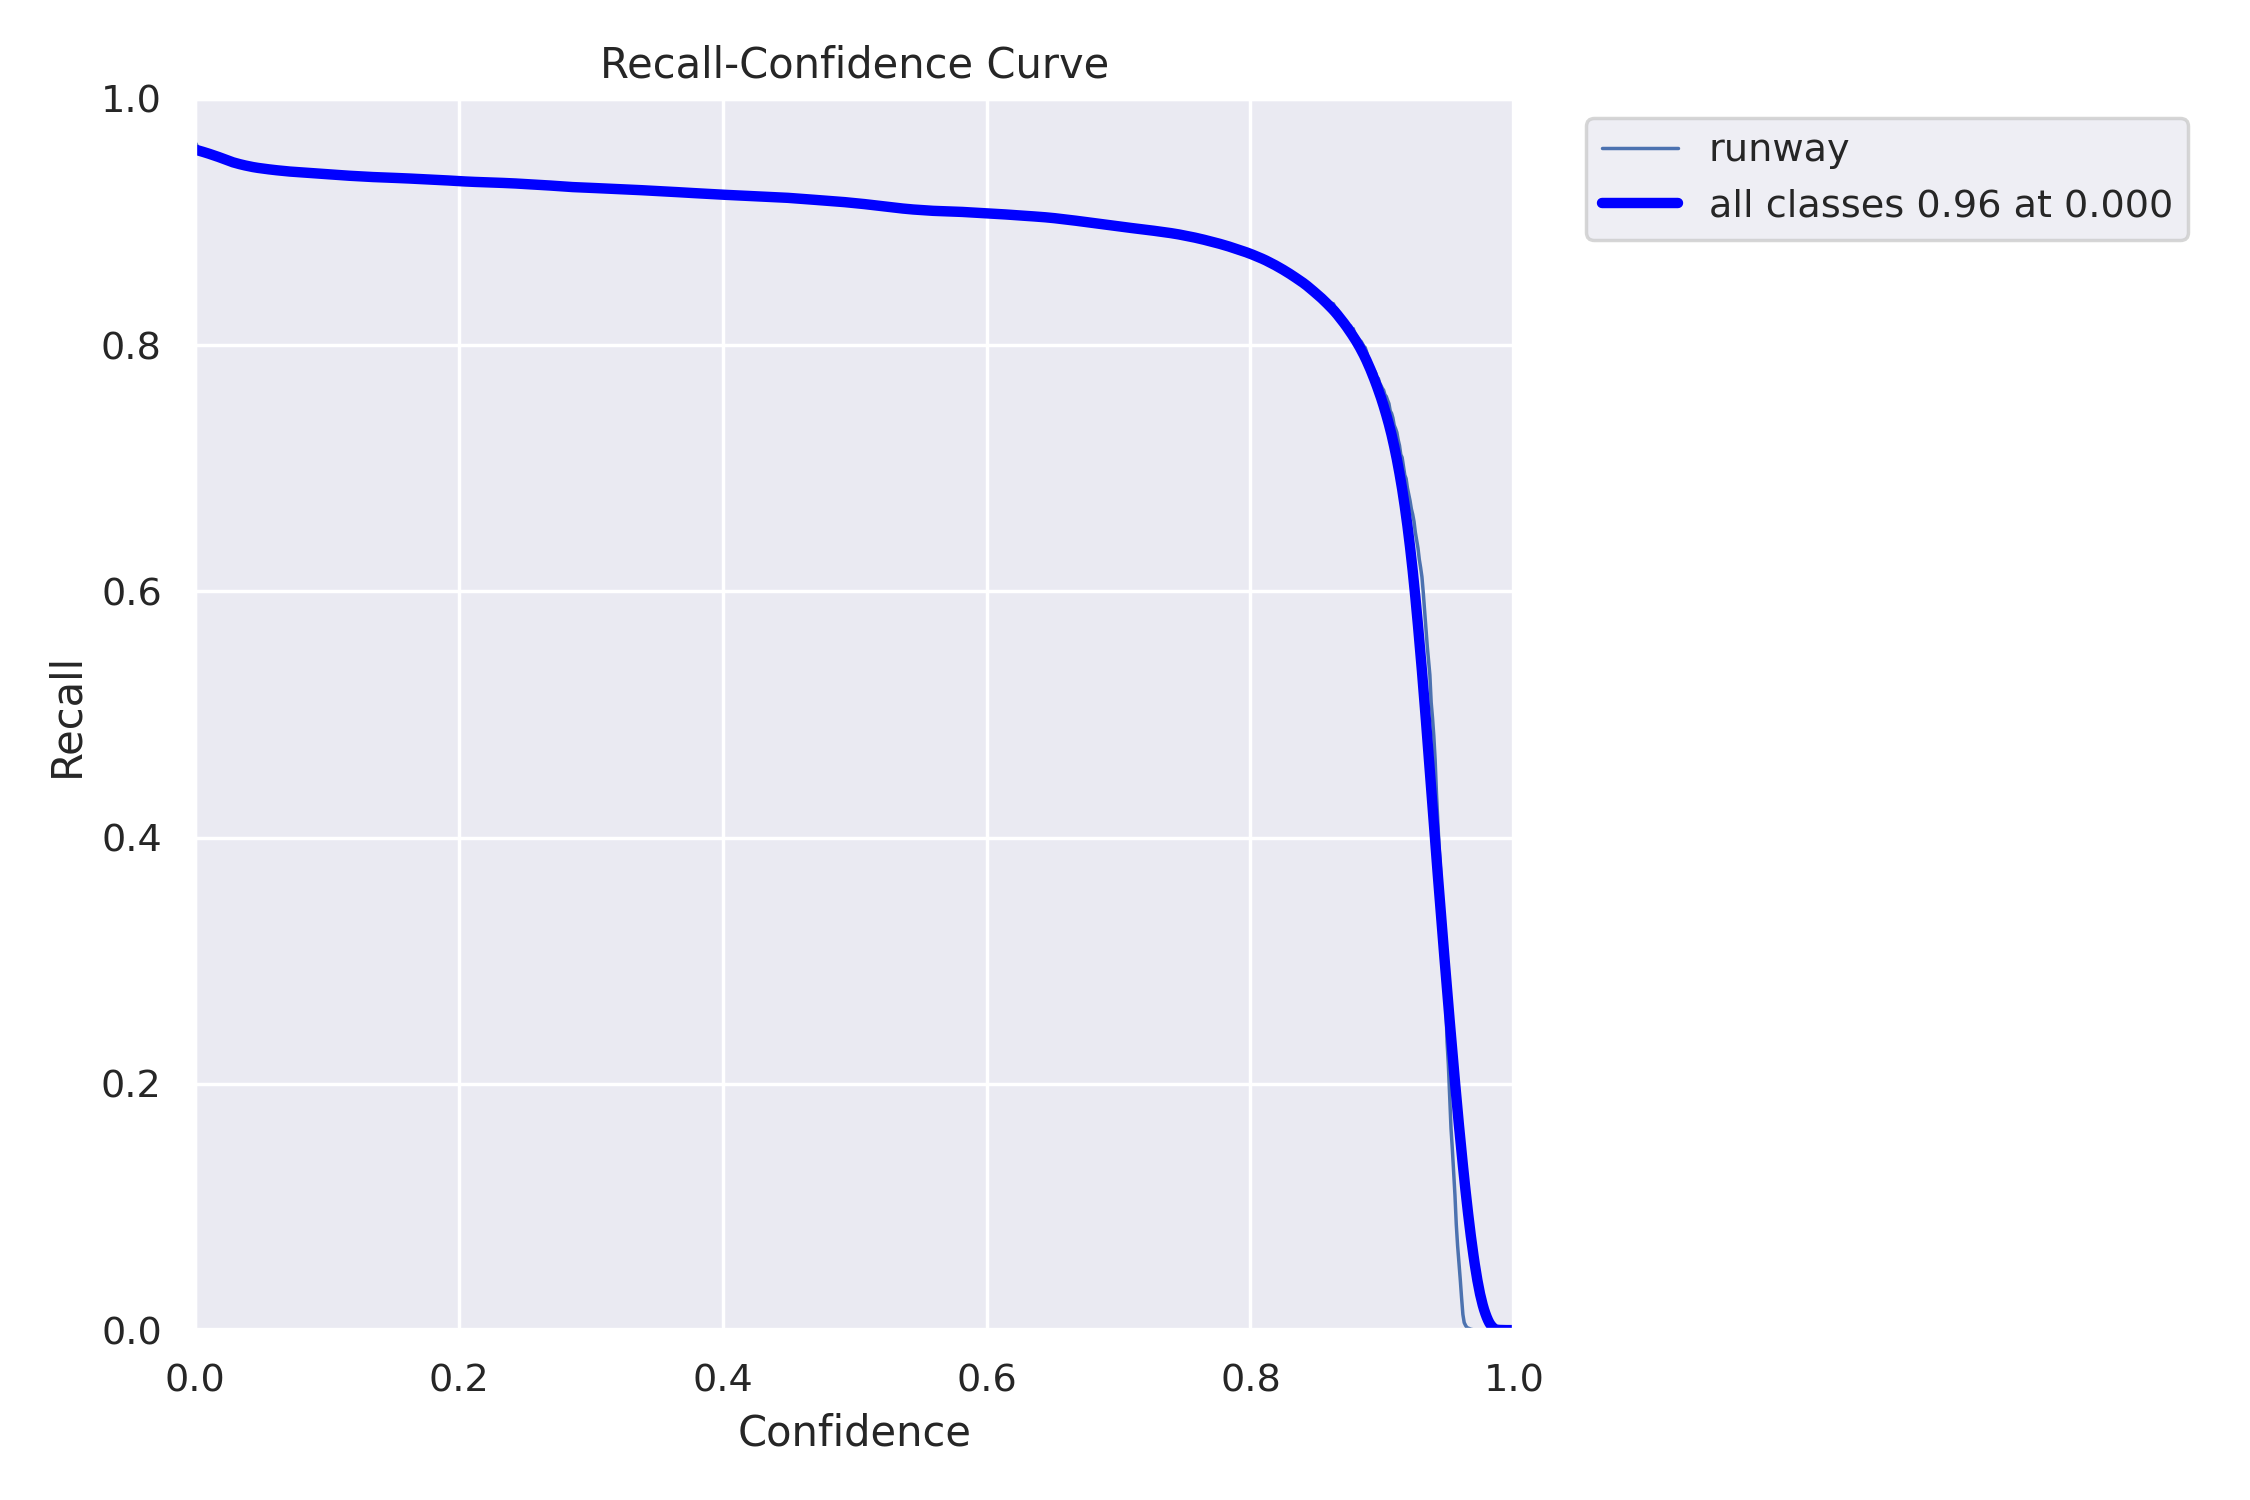 Recall-Confidence Curve
1.0
0.8
0.6
0.4
0.2
0.0
Recall
0.0 0.2 0.4 0.6 0.8 1.0
Confidence
runway
all classes 0.96 at 0.000